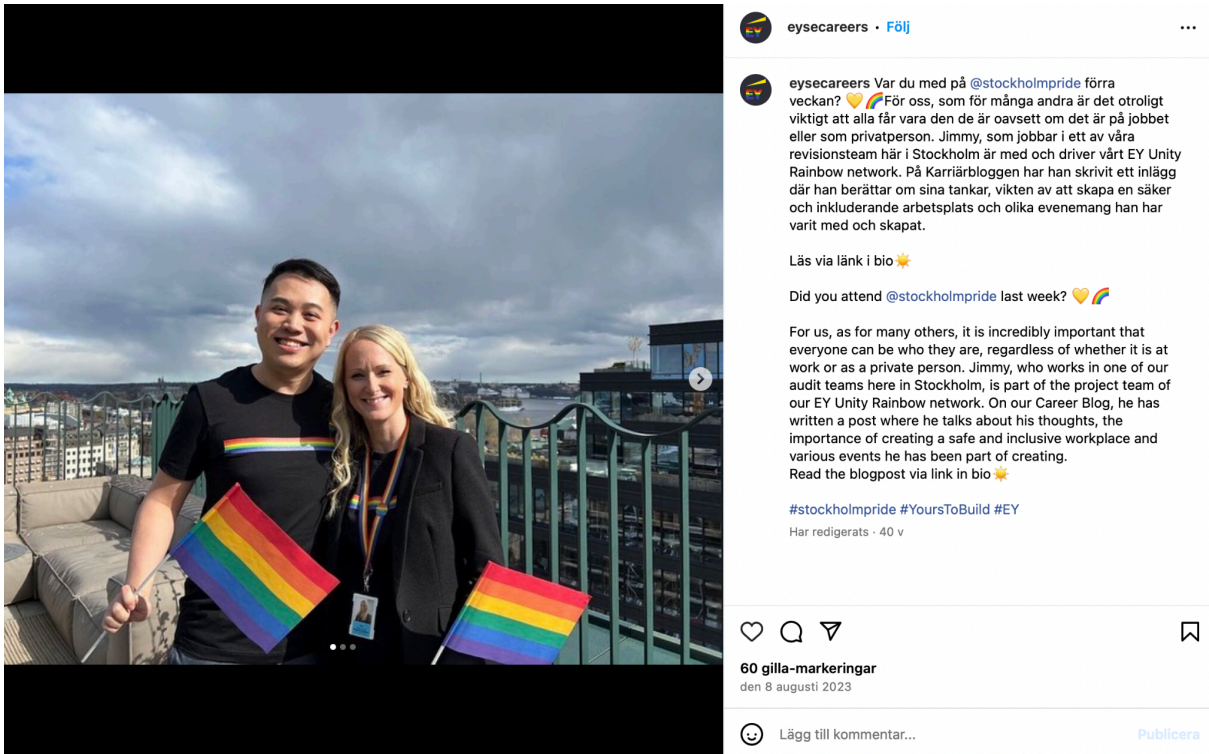 eysecareers • Följ
EY
eysecareers Var du med på @stockholmpride förra
veckan? 💛🌈För oss, som för många andra är det otroligt
viktigt att alla får vara den de är oavsett om det är på jobbet
eller som privatperson. Jimmy, som jobbar i ett av våra
revisionsteam här i Stockholm är med och driver vårt EY Unity
Rainbow network. På Karriärbloggen har han skrivit ett inlägg
där han berättar om sina tankar, vikten av att skapa en säker
och inkluderande arbetsplats och olika evenemang han har
varit med och skapat.
Läs via länk i bio☀️
Did you attend @stockholmpride last week? 💛🌈
For us, as for many others, it is incredibly important that
everyone can be who they are, regardless of whether it is at
work or as a private person. Jimmy, who works in one of our
audit teams here in Stockholm, is part of the project team of
our EY Unity Rainbow network. On our Career Blog, he has
written a post where he talks about his thoughts, the
importance of creating a safe and inclusive workplace and
various events he has been part of creating.
Read the blogpost via link in bio☀️
#stockholmpride #YoursToBuild #EY
Har redigerats · 40 v
60 gilla-markeringar
den 8 augusti 2023
Lägg till kommentar...
Publicera